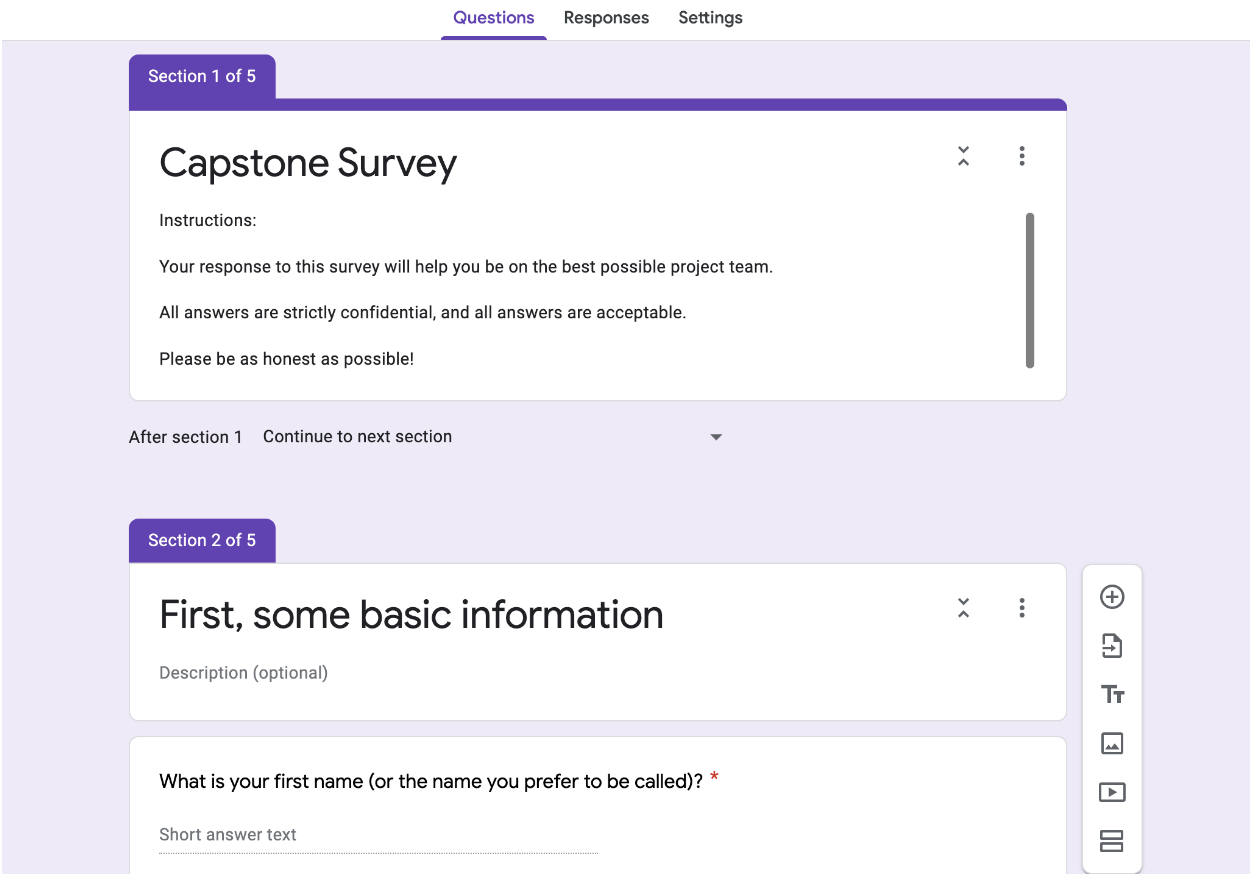 Questions Responses Settings
Section 1 of 5
Capstone Survey
Instructions:
Your response to this survey will help you be on the best possible project team.
All answers are strictly confidential, and all answers are acceptable.
Please be as honest as possible!
After section 1 Continue to next section
Section 2 of 5
First, some basic information
Description (optional)
What is your first name (or the name you prefer to be called)? *
Short answer text